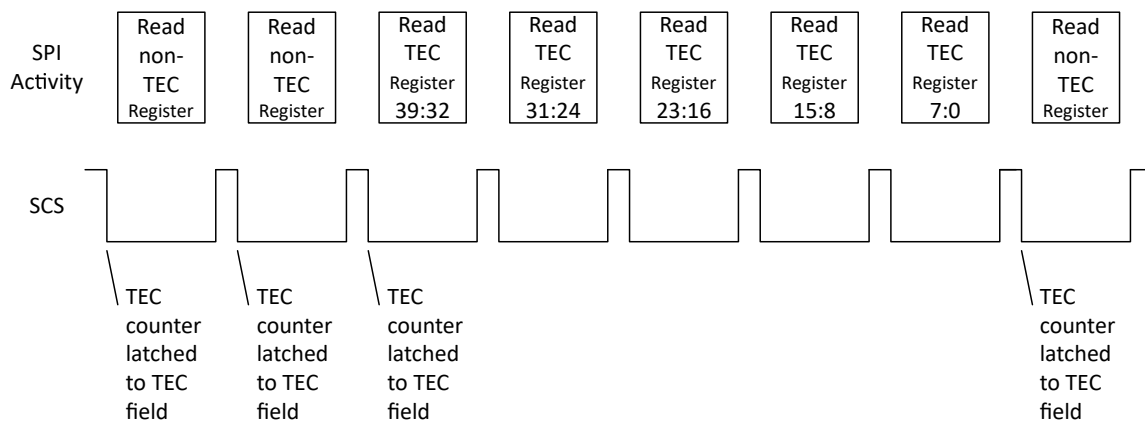 SPI
Activity
Read
non-
TEC
Register
Read
non-
TEC
Register
Read
TEC
Register
39:32
Read
TEC
Register
31:24
Read
TEC
Register
23:16
Read
TEC
Register
15:8
Read
TEC
Register
7:0
Read
non-
TEC
Register
SCS
TEC
counter
latched
to TEC
field
TEC
counter
latched
to TEC
field
TEC
counter
latched
to TEC
field
TEC
counter
latched
to TEC
field